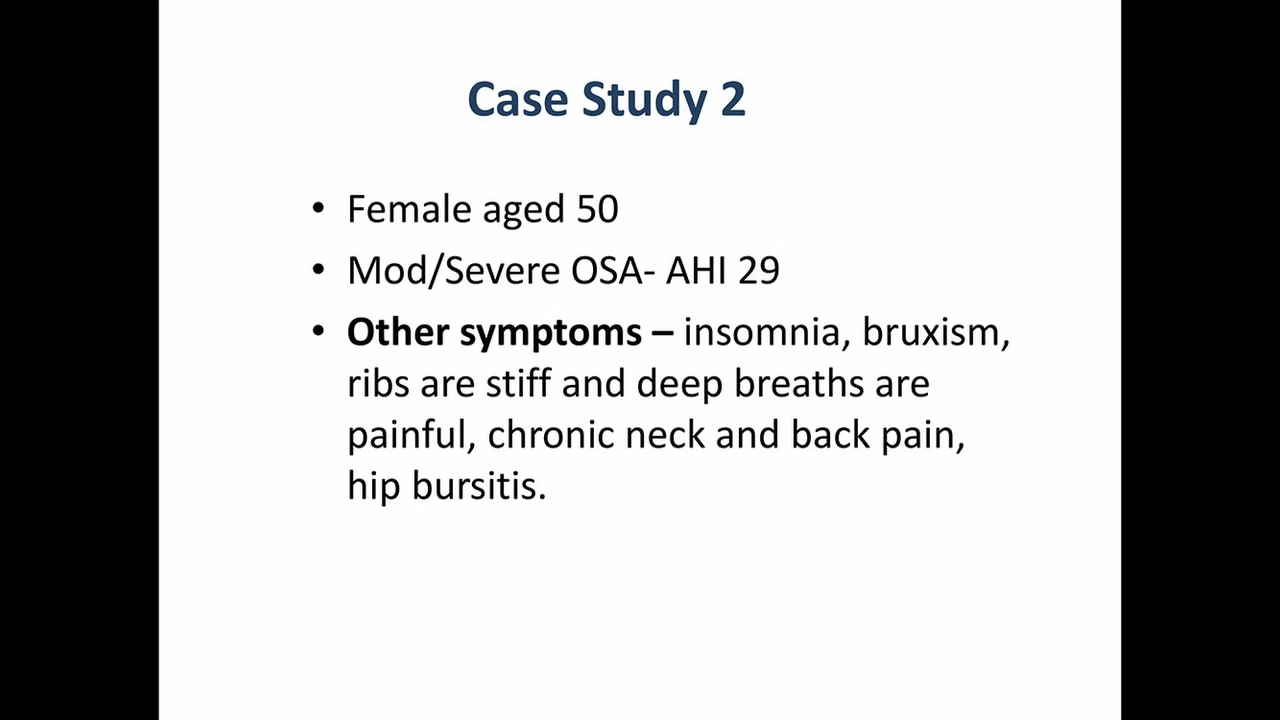 Case Study 2
• Female aged 50
• Mod/Severe OSA- AHI 29
• Other symptoms – insomnia, bruxism,
ribs are stiff and deep breaths are
painful, chronic neck and back pain,
hip bursitis.